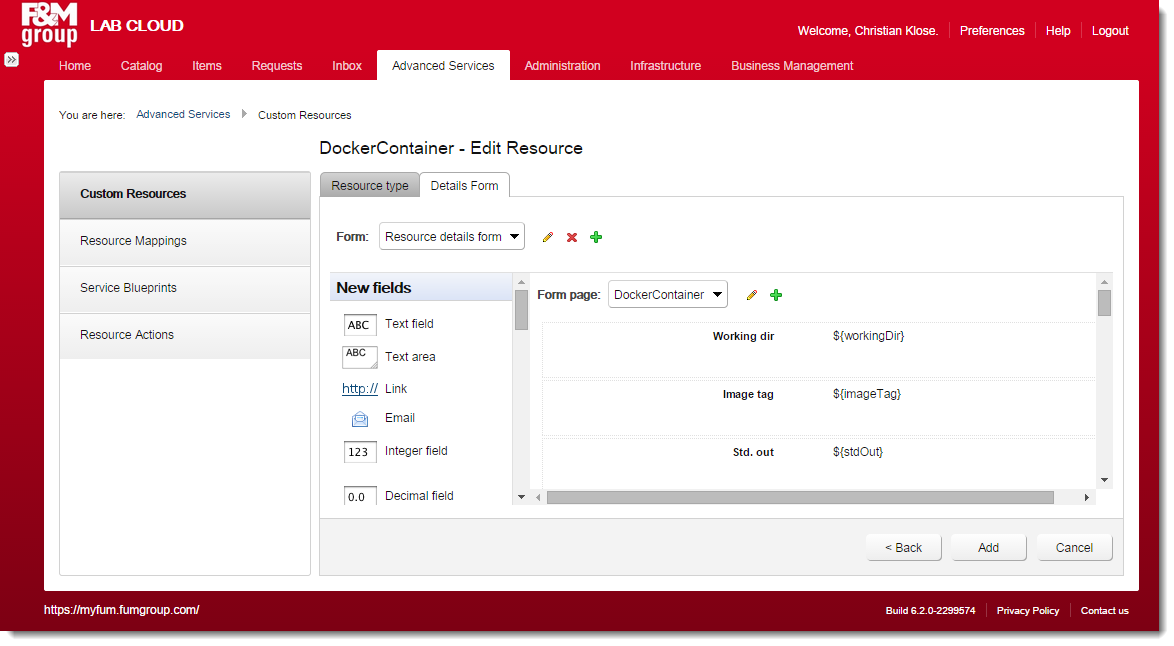 F&M
group
LAB CLOUD
Welcome, Christian Klose.
Preferences
Help
Logout
Home
Catalog
Items
Requests
Inbox
Advanced Services
Administration
Infrastructure
Business Management
You are here:
Advanced Services
Custom Resources
DockerContainer - Edit Resource
Custom Resources
Resource Mappings
Service Blueprints
Resource Actions
Resource type
Details Form
Form:
Resource details form
New fields
ABC
Text field
ABC
Text area
http://
Link
Email
123
Integer field
0.0
Decimal field
Form page:
DockerContainer
Working dir
${workingDir}
Image tag
${imageTag}
Std. out
${stdOut}
< Back
Add
Cancel
https://myfum.fumgroup.com/
Build 6.2.0-2299574
Privacy Policy
Contact us